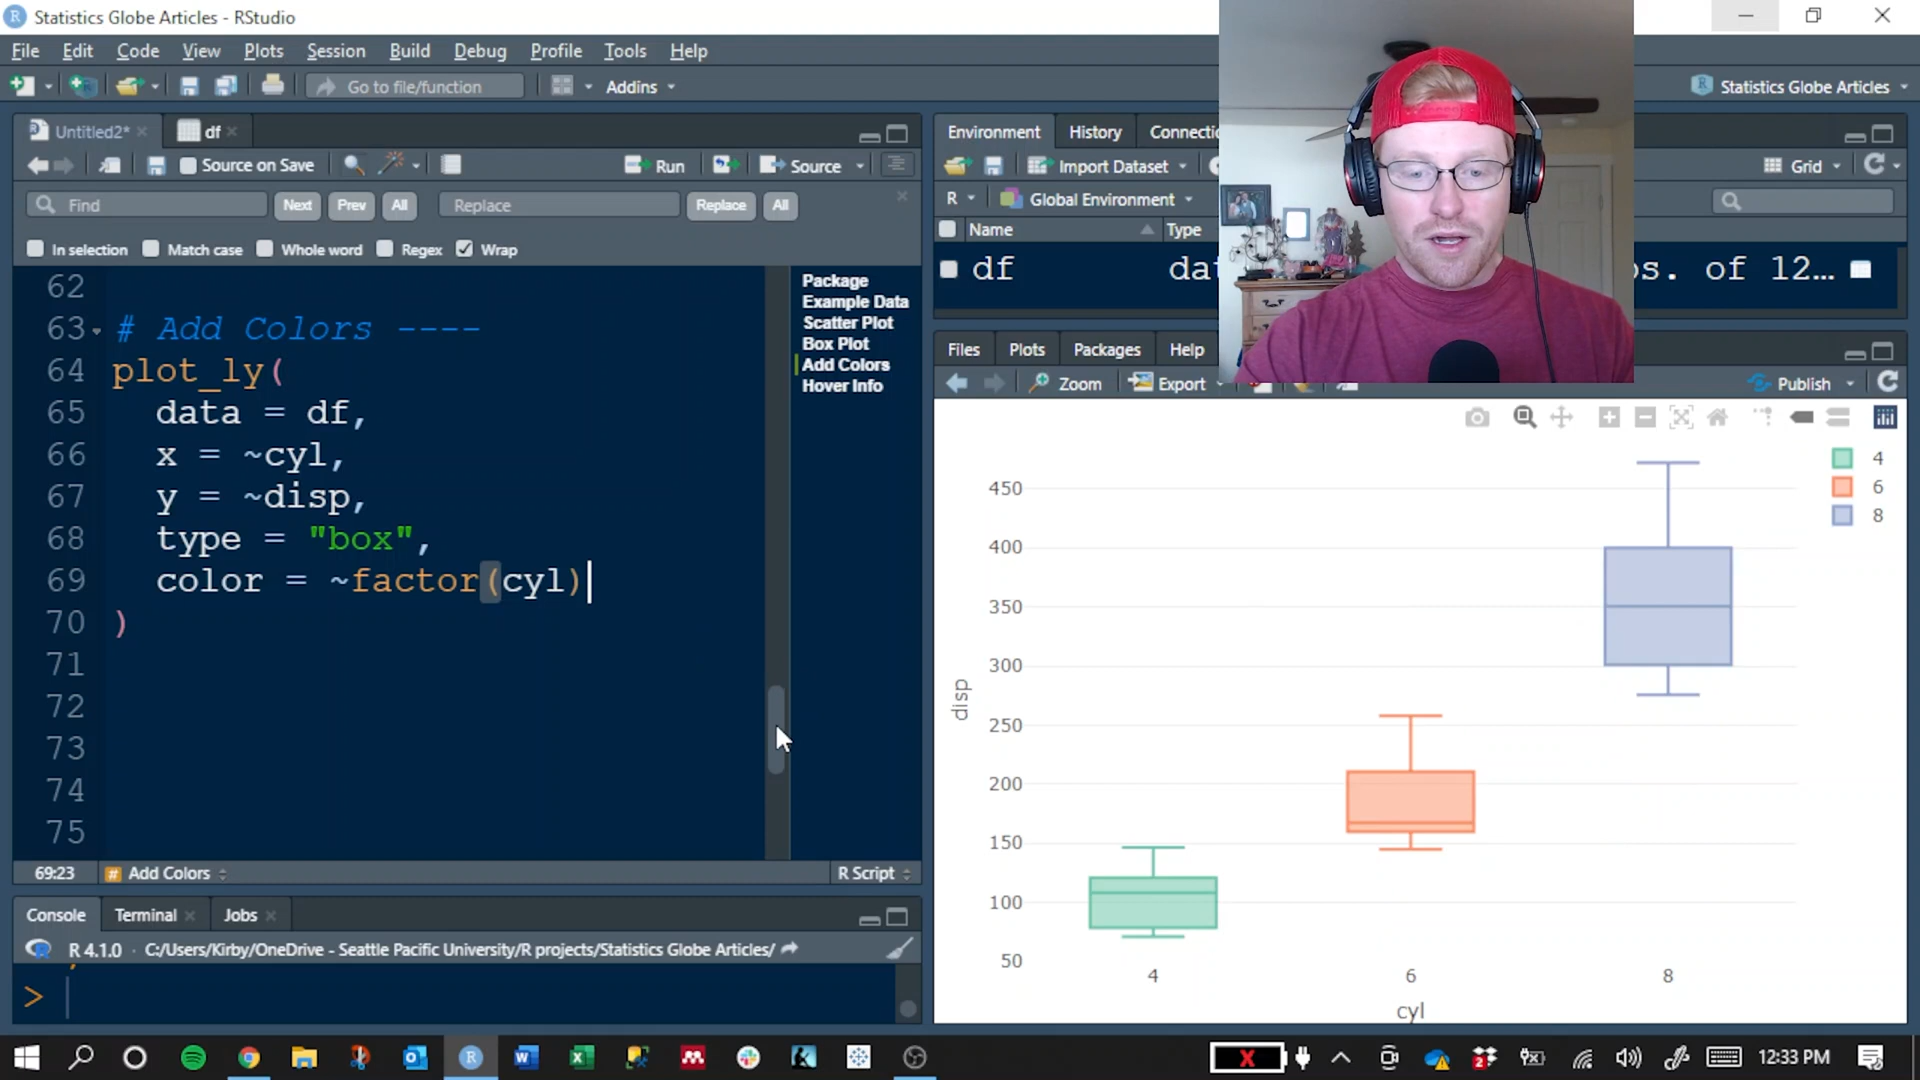 Statistics Globe Articles - RStudio
File Edit Code View Plots Session Build Debug Profile Tools Help
Go to file/function Addins Statistics Globe Articles
Untitled2* df
Source on Save Run Source
Find Next Prev All Replace Replace All
In selection Match case Whole word Regex Wrap
62
63 # Add Colors ----
64 plot_ly(
65 data = df,
66 x = ~cyl,
67 y = ~disp,
68 type = "box",
69 color = ~factor(cyl)
70 )
71
72
73
74
75
Package
Example Data
Scatter Plot
Box Plot
Add Colors
Hover Info
69:23 Add Colors R Script
Console Terminal Jobs
R 4.1.0 · C:/Users/Kirby/OneDrive - Seattle Pacific University/R projects/Statistics Globe Articles/
>
Environment History Connectio
Import Dataset Grid
R Global Environment
Name Type
df dat bs. of 12...
Files Plots Packages Help
Zoom Export Publish
4
6
8
450
400
350
300
250
200
150
100
50
disp
4 6 8
cyl
12:33 PM